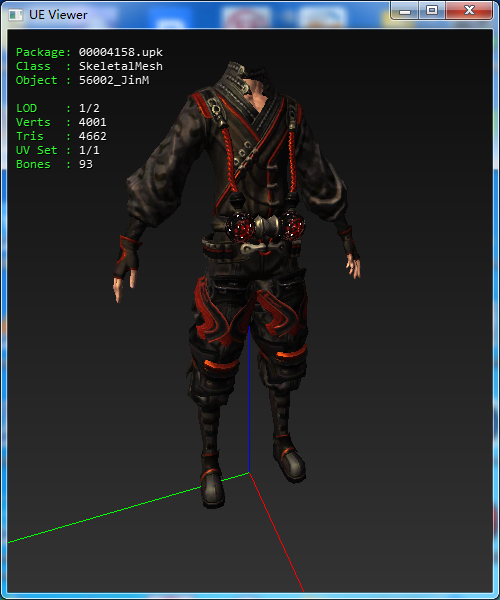 UE Viewer
Package: 00004158.upk
Class : SkeletalMesh
Object : 56002_JinM
LOD : 1/2
Verts : 4001
Tris : 4662
UV Set : 1/1
Bones : 93